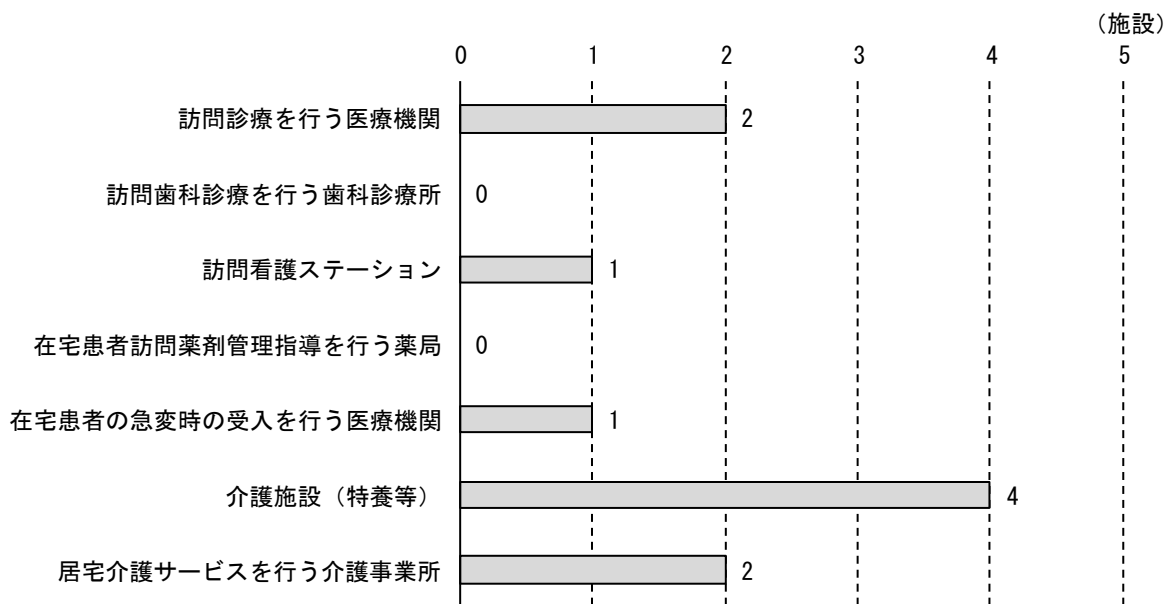 （施設）
0 1 2 3 4 5
訪問診療を行う医療機関 2
訪問歯科診療を行う歯科診療所 0
訪問看護ステーション 1
在宅患者訪問薬剤管理指導を行う薬局 0
在宅患者の急変時の受入を行う医療機関 1
介護施設（特養等） 4
居宅介護サービスを行う介護事業所 2